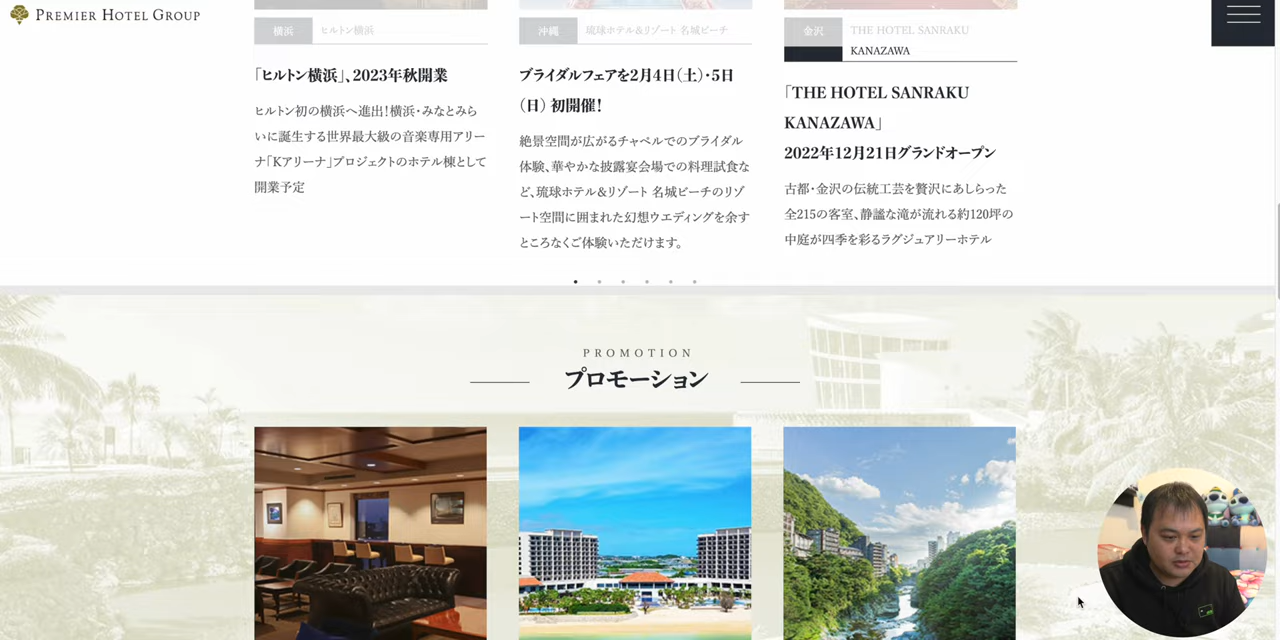 PREMIER HOTEL GROUP
横浜
ヒルトン横浜
「ヒルトン横浜」、2023年秋開業
ヒルトン初の横浜へ進出！横浜・みなとみら
いに誕生する世界最大級の音楽専用アリー
ナ「Kアリーナ」プロジェクトのホテル棟として
開業予定
沖縄
琉球ホテル&リゾート 名城ビーチ
ブライダルフェアを2月4日（土）・5日
（日） 初開催！
絶景空間が広がるチャペルでのブライダル
体験、華やかな披露宴会場での料理試食な
ど、琉球ホテル&リゾート 名城ビーチのリゾ
ート空間に囲まれた幻想ウエディングを余す
ところなくご体験いただけます。
金沢
THE HOTEL SANRAKU
KANAZAWA
「THE HOTEL SANRAKU
KANAZAWA」
2022年12月21日グランドオープン
古都・金沢の伝統工芸を贅沢にあしらった
全215の客室、静謐な滝が流れる約120坪の
中庭が四季を彩るラグジュアリーホテル
PROMOTION
プロモーション